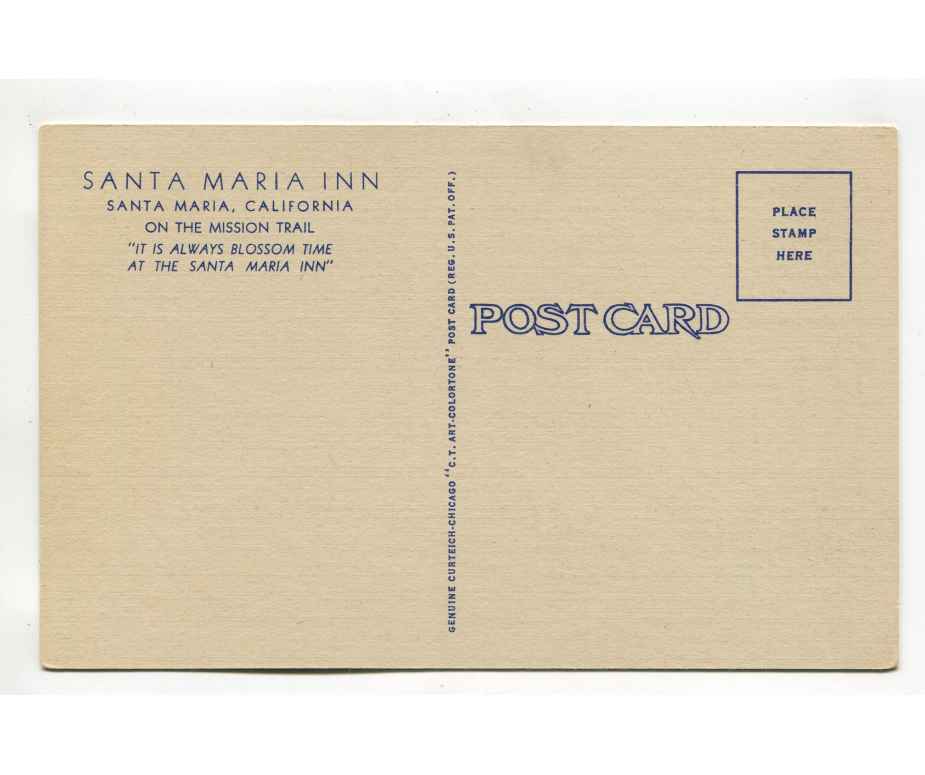 SANTA MARIA INN
SANTA MARIA, CALIFORNIA
ON THE MISSION TRAIL
"IT IS ALWAYS BLOSSOM TIME
AT THE SANTA MARIA INN"
GENUINE CURTEICH-CHICAGO "C.T. ART-COLORTONE" POST CARD (REG. U.S. PAT. OFF.)
POST CARD
PLACE
STAMP
HERE